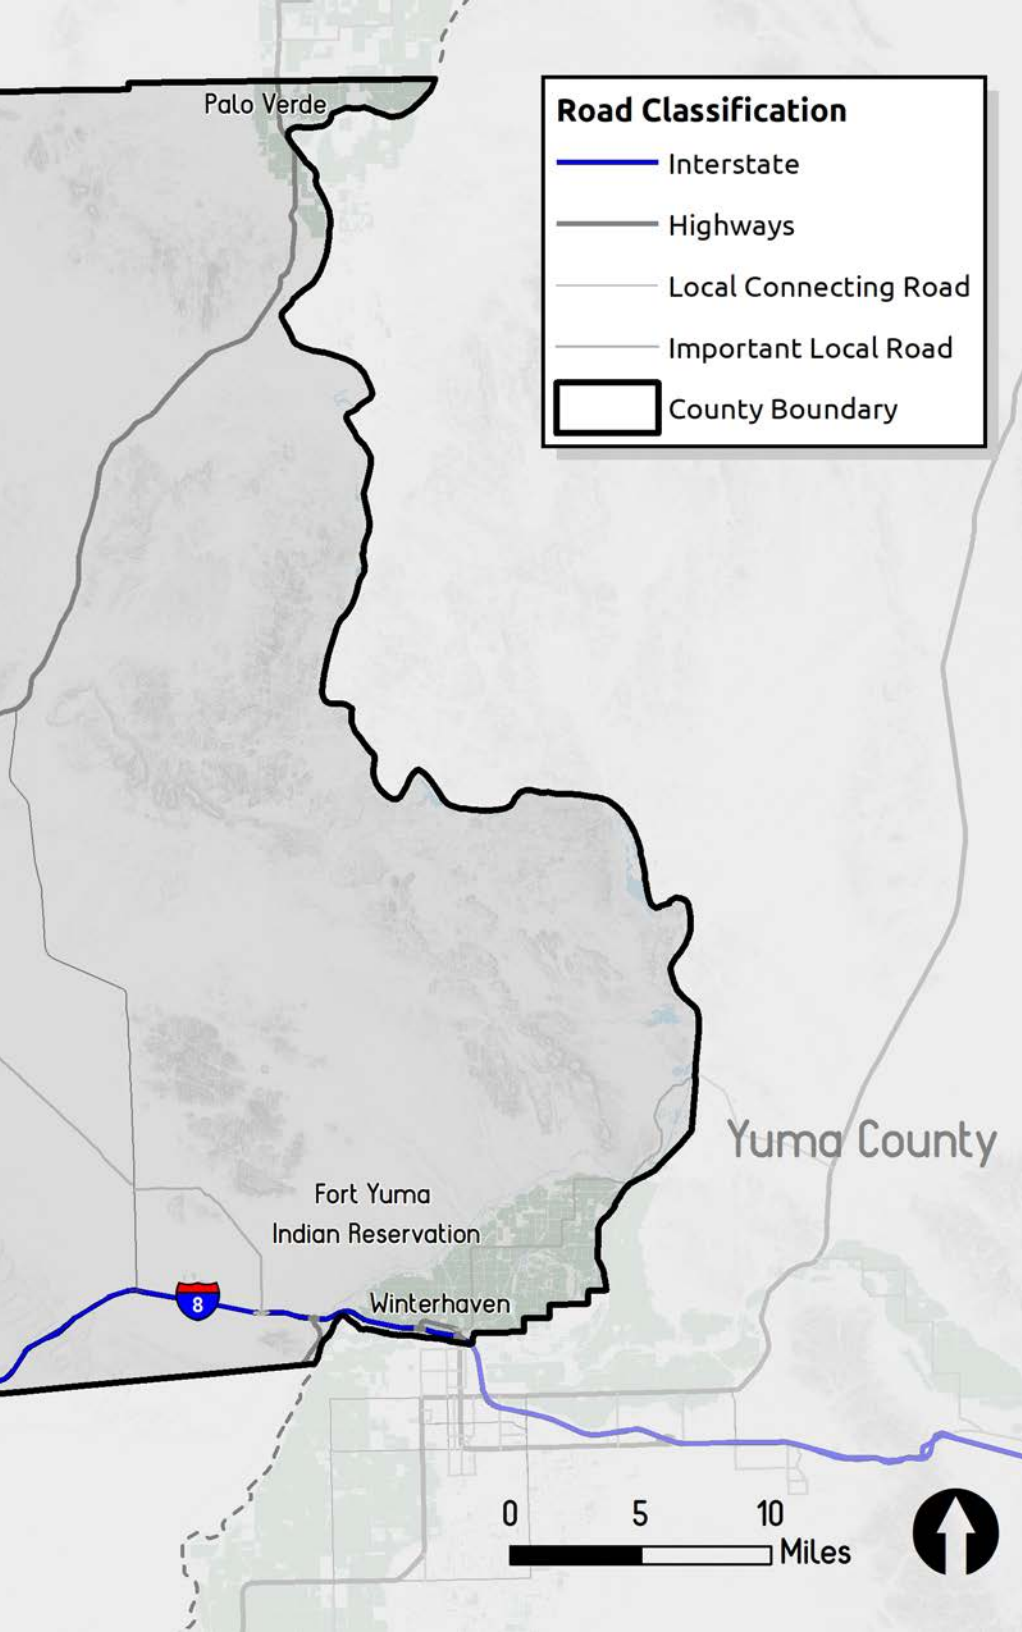 Palo Verde
Road Classification
Interstate
Highways
Local Connecting Road
Important Local Road
County Boundary
Yuma County
Fort Yuma
Indian Reservation
8
Winterhaven
0 5 10
Miles